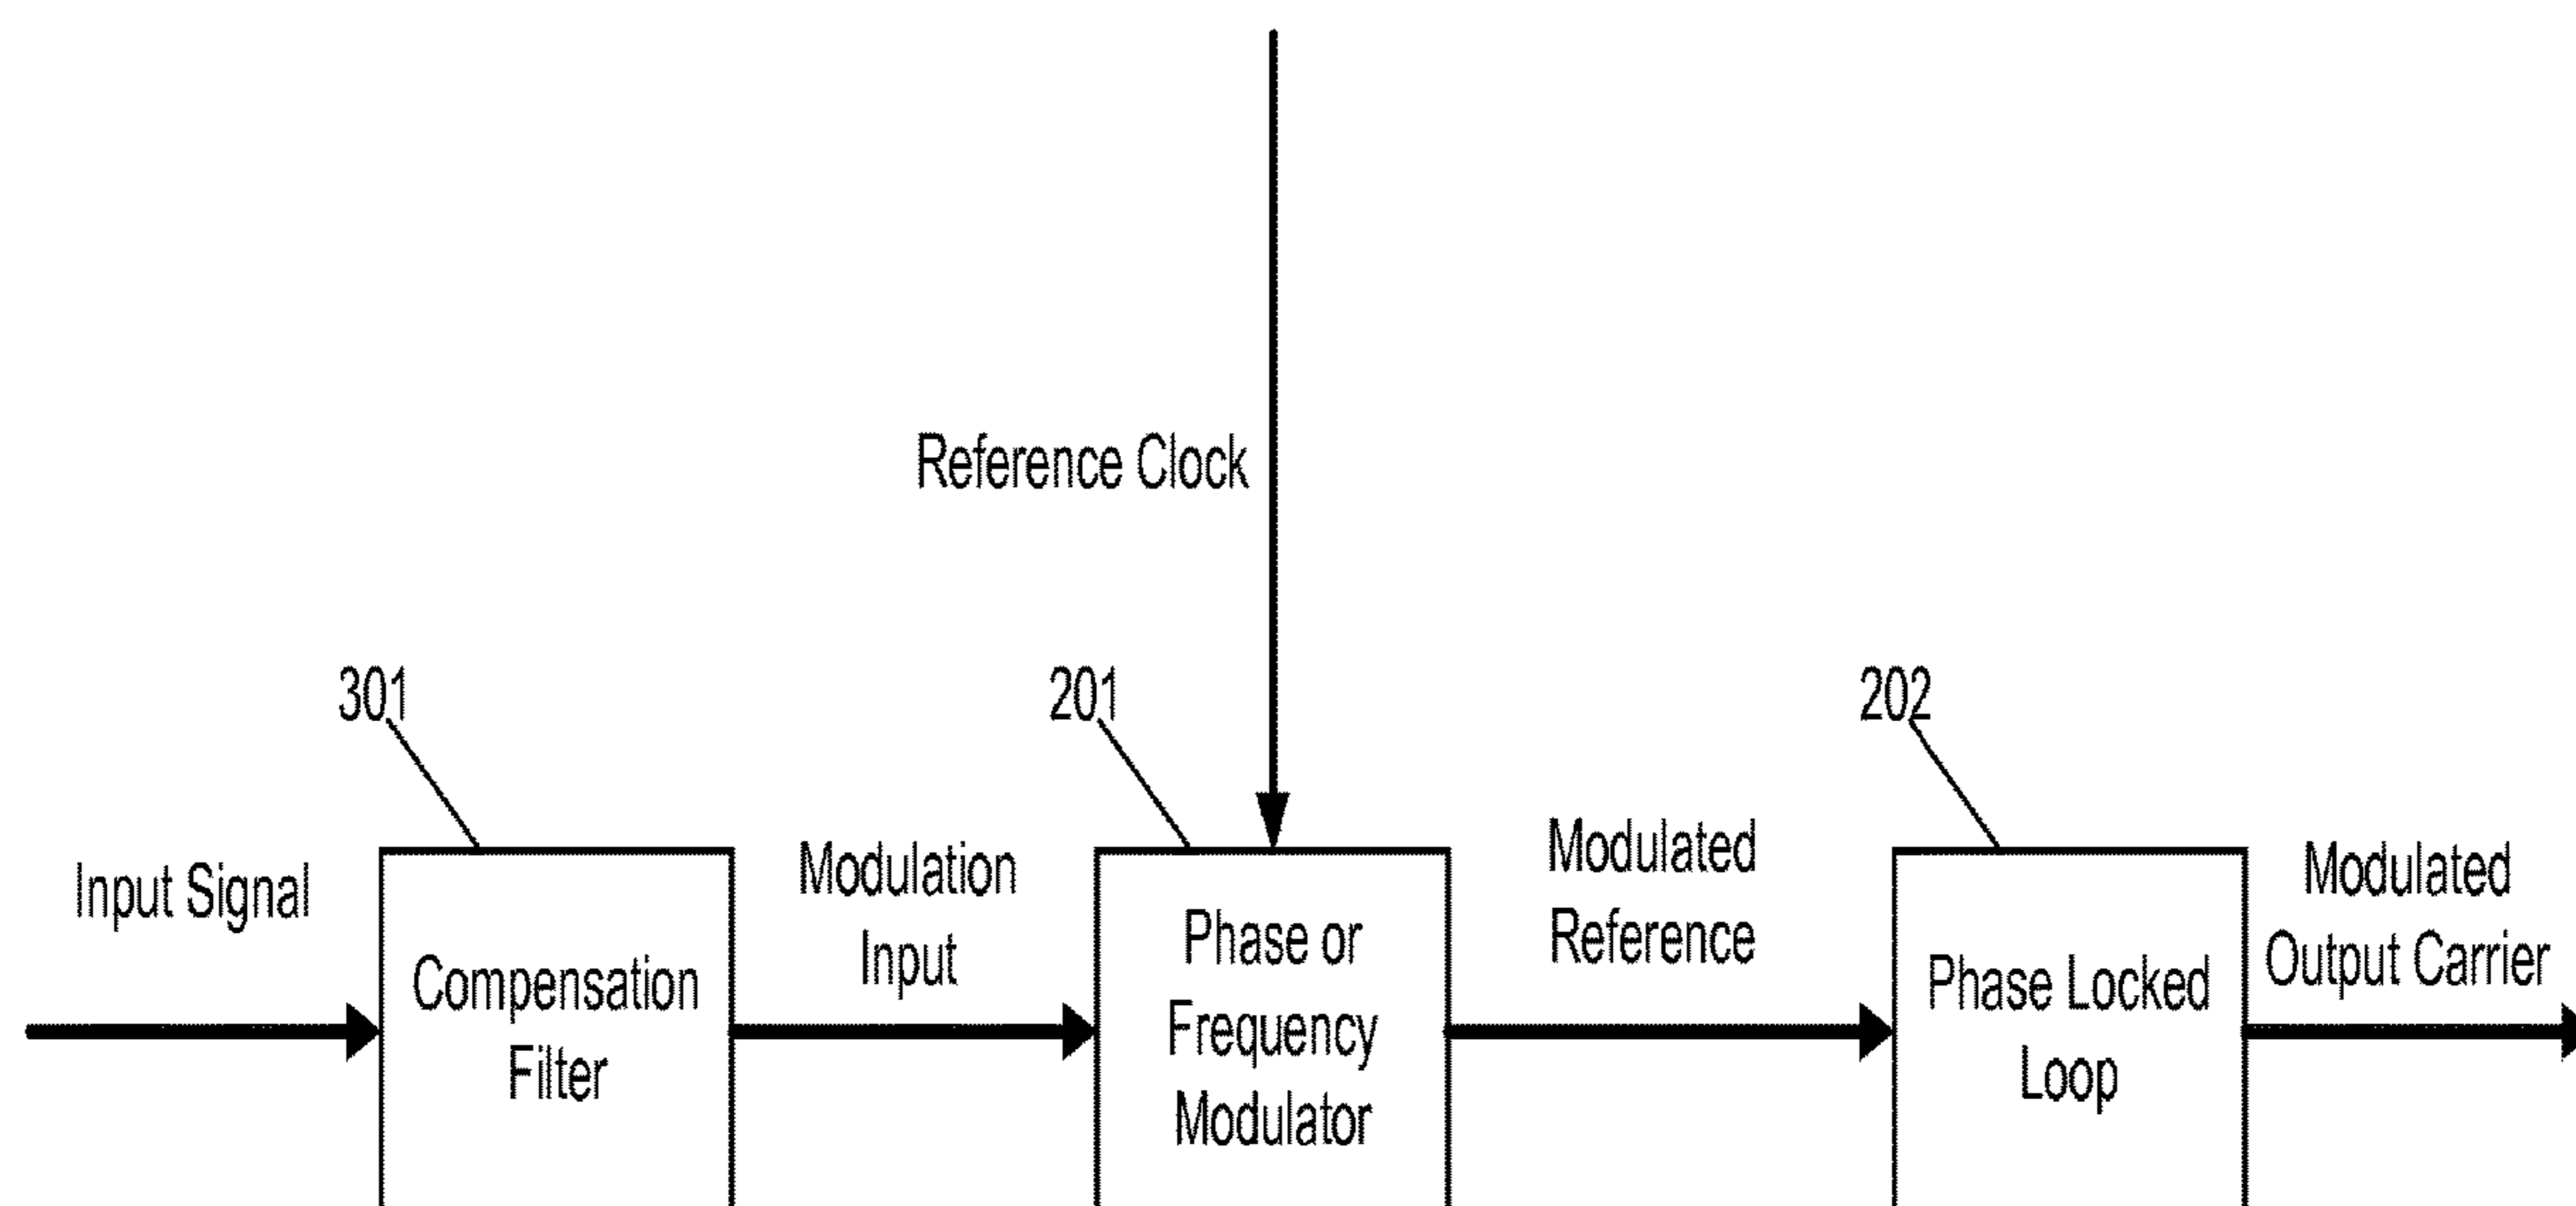 Reference Clock
301
201
202
Input Signal
Compensation
Filter
Modulation
Input
Phase or
Frequency
Modulator
Modulated
Reference
Phase Locked
Loop
Modulated
Output Carrier